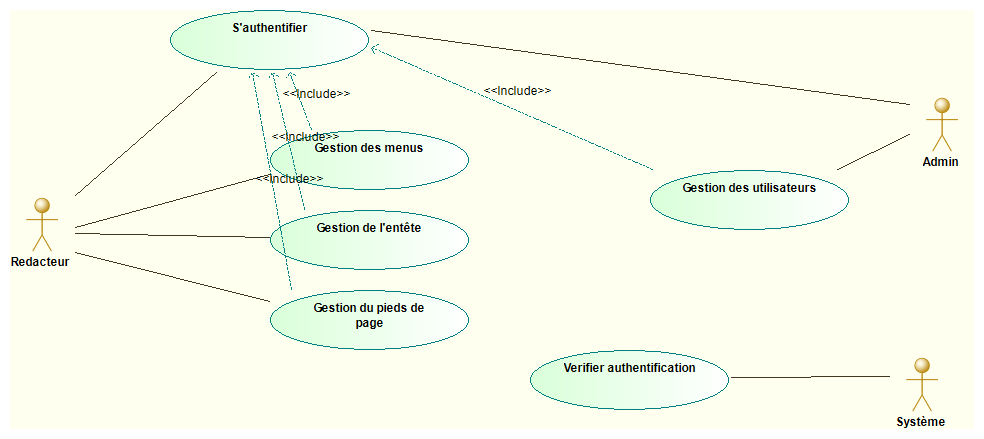 S'authentifier
<<Include>>
<<Include>>
<<Include>>
Gestion des menus
<<Include>>
Admin
Gestion des utilisateurs
Gestion de l'entête
Redacteur
Gestion du pieds de
page
Verifier authentification
Système